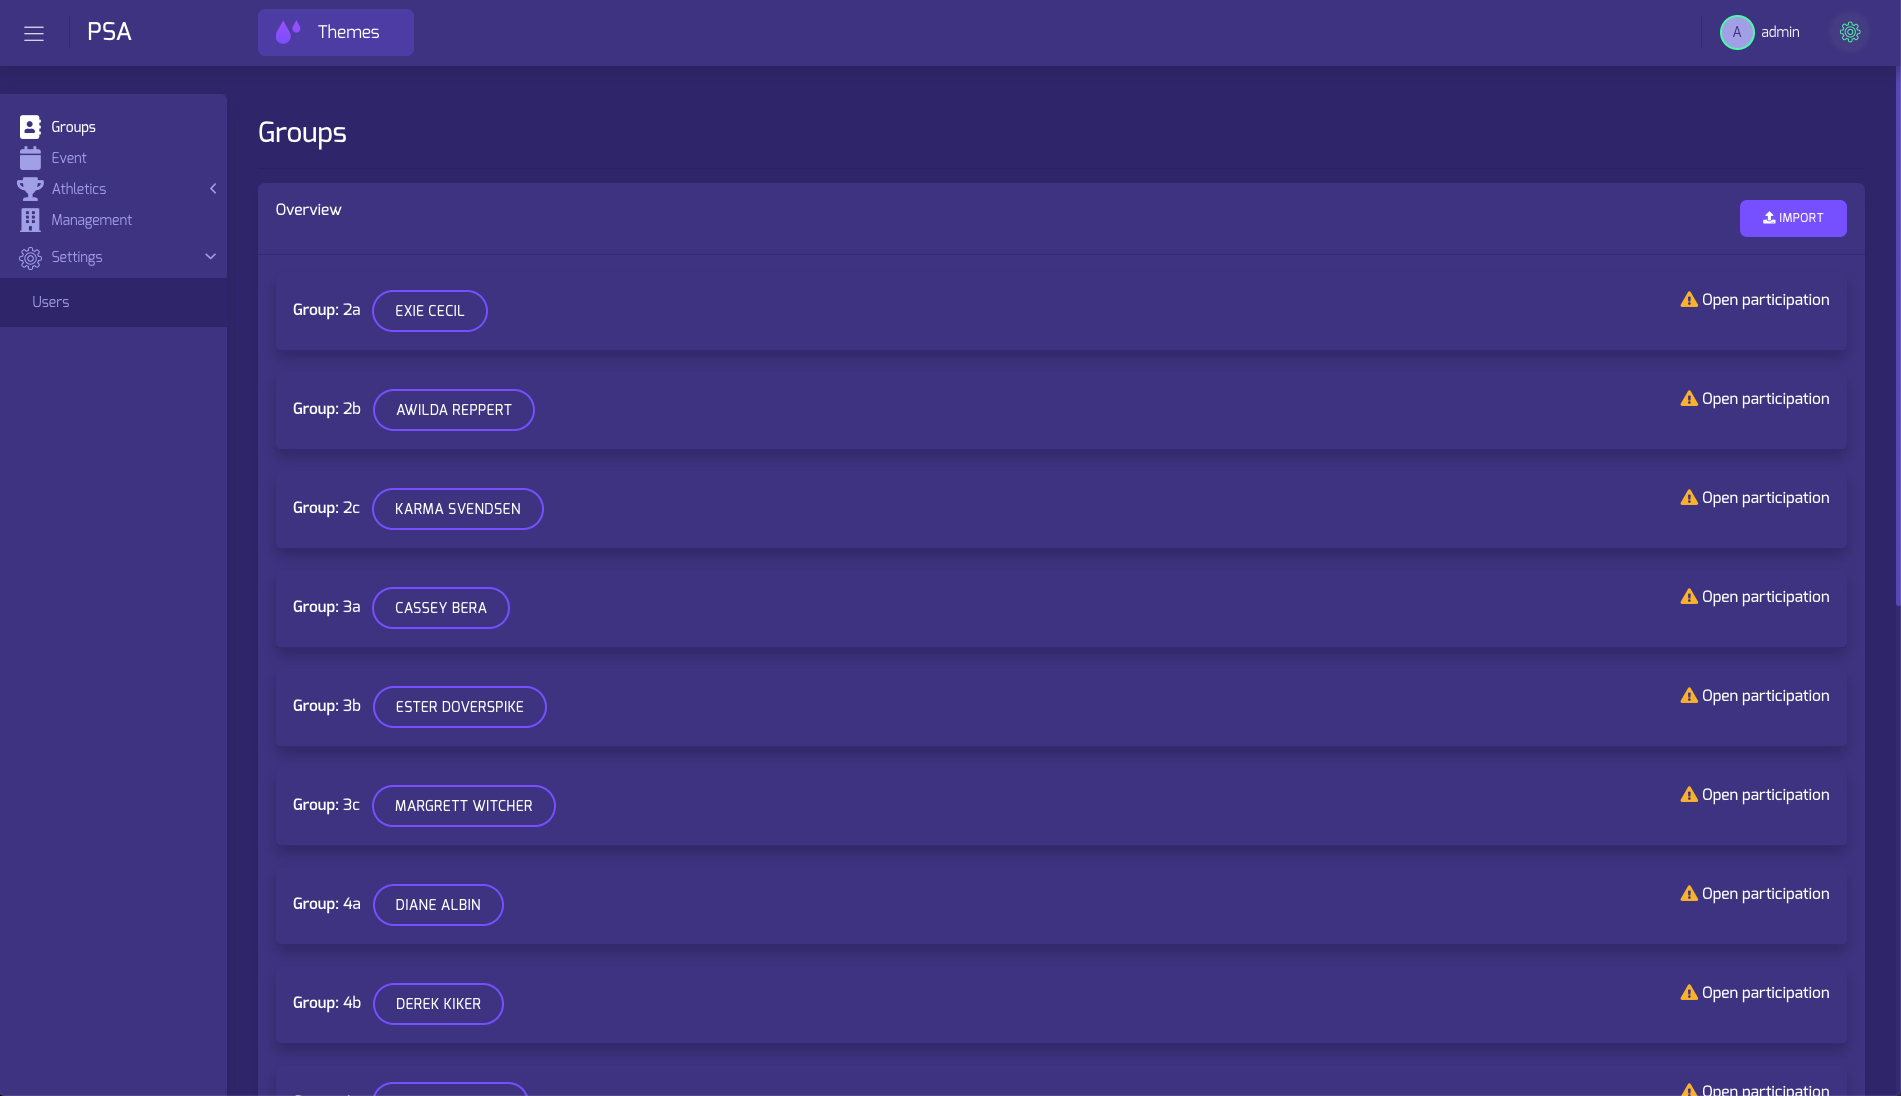 PSA
Themes
A
admin
Groups
Event
Athletics
Management
Settings
Users
Groups
Overview
IMPORT
Group: 2a
EXIE CECIL
Open participation
Group: 2b
AWILDA REPPERT
Open participation
Group: 2c
KARMA SVENDSEN
Open participation
Group: 3a
CASSEY BERA
Open participation
Group: 3b
ESTER DOVERSPIKE
Open participation
Group: 3c
MARGRETT WITCHER
Open participation
Group: 4a
DIANE ALBIN
Open participation
Group: 4b
DEREK KIKER
Open participation
Open participation